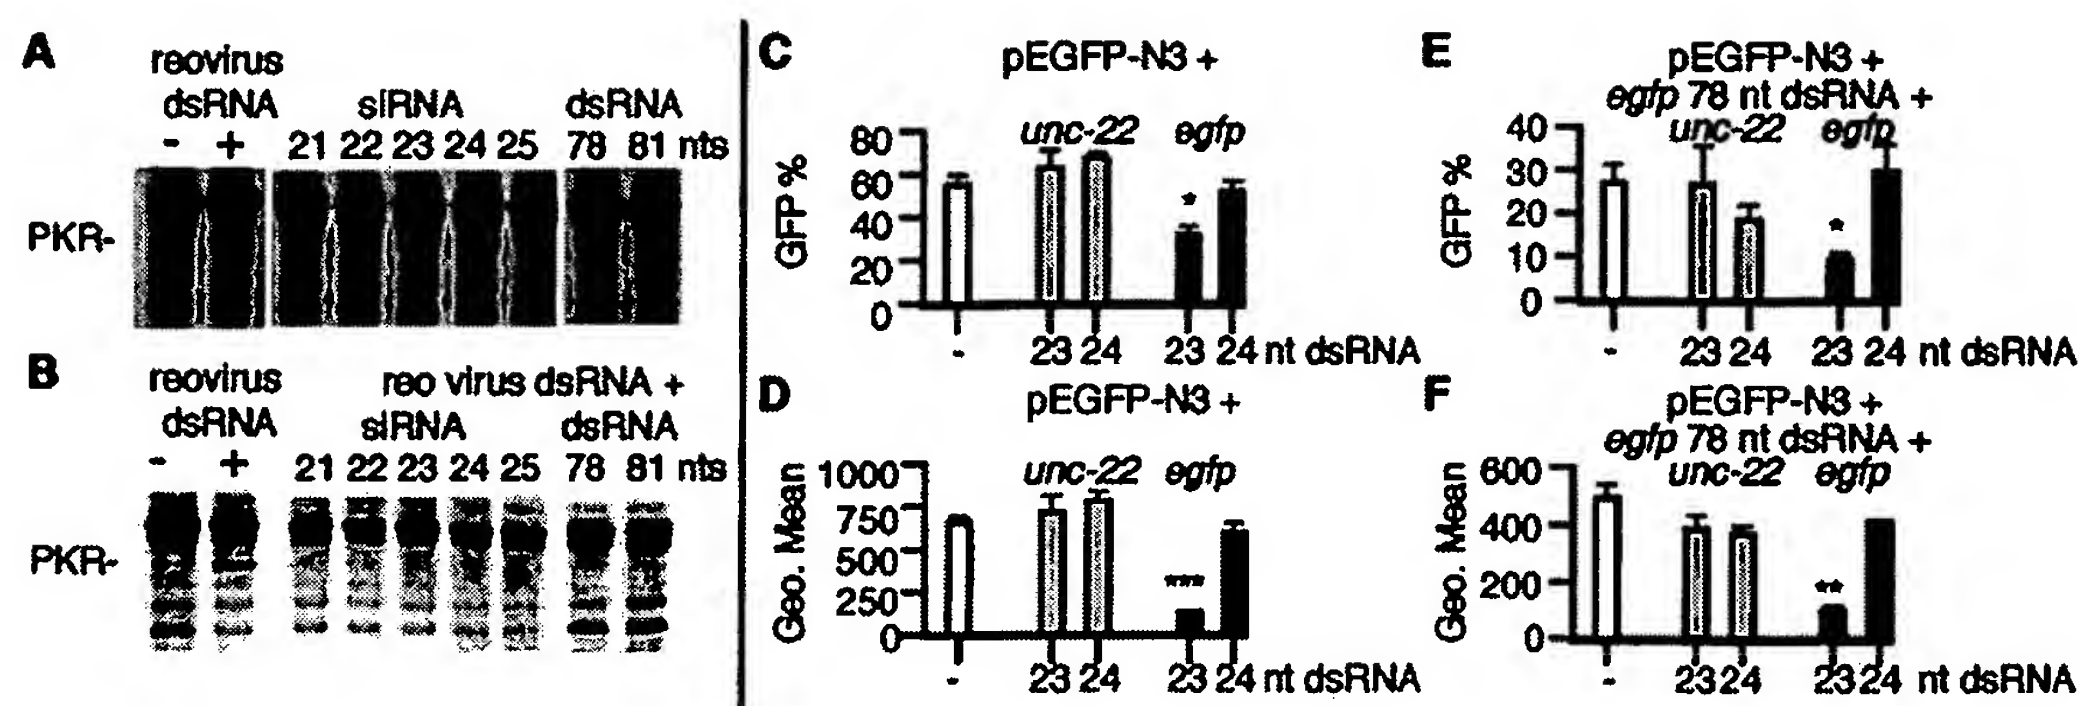 A
reovirus
dsRNA
siRNA
dsRNA
- + 21 22 23 24 25 78 81 nts
PKR-
B
reovirus
reo virus dsRNA +
dsRNA
siRNA
dsRNA
- + 21 22 23 24 25 78 81 nts
PKR-
C
pEGFP-N3 +
unc-22 egfp
GFP %
80
60
40
20
0
*
- 23 24 23 24 nt dsRNA
D
pEGFP-N3 +
unc-22 egfp
Geo. Mean
1000
750
500
250
0
***
- 23 24 23 24 nt dsRNA
E
pEGFP-N3 +
egfp 78 nt dsRNA +
unc-22 egfp
GFP %
40
30
20
10
0
*
- 23 24 23 24 nt dsRNA
F
pEGFP-N3 +
egfp 78 nt dsRNA +
unc-22 egfp
Geo. Mean
600
400
200
0
**
- 23 24 23 24 nt dsRNA